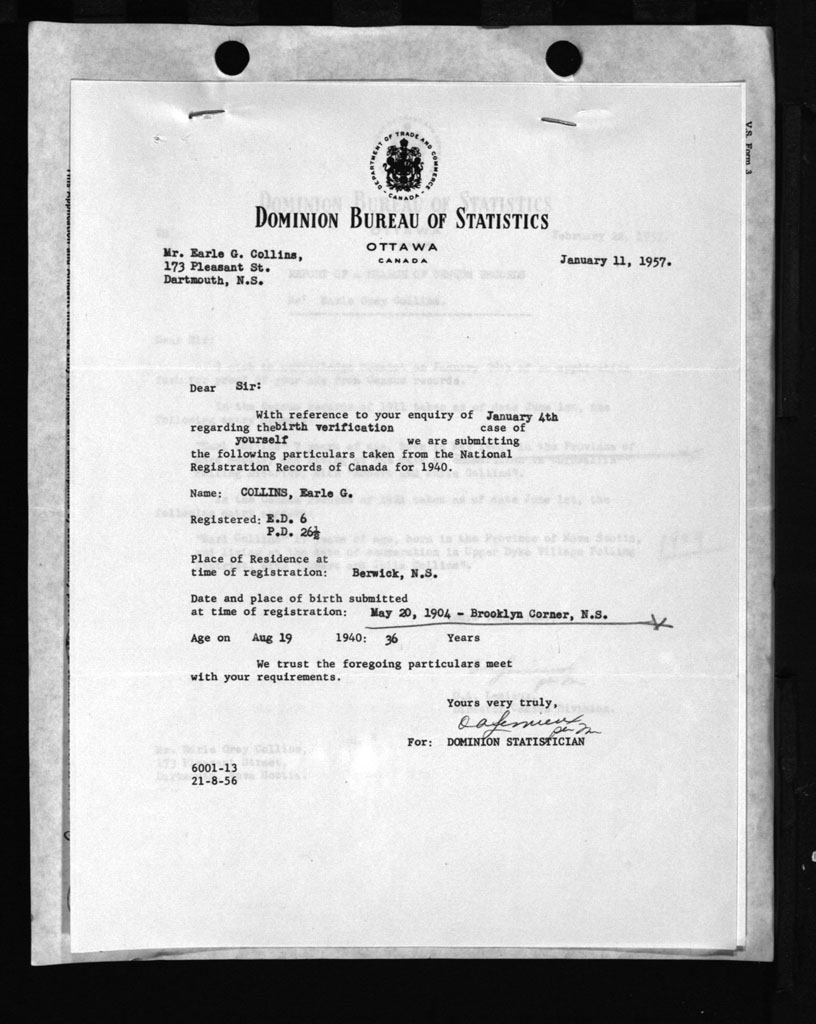 V.S. Form 3
DEPARTMENT OF TRADE AND COMMERCE
- CANADA -
DOMINION BUREAU OF STATISTICS
OTTAWA
CANADA
Mr. Earle G. Collins,
173 Pleasant St.
Dartmouth, N.S.
January 11, 1957.
Dear Sir:
With reference to your enquiry of January 4th
regarding thebirth verification case of
yourself we are submitting
the following particulars taken from the National
Registration Records of Canada for 1940.
Name: COLLINS, Earle G.
Registered: E.D. 6
P.D. 26½
Place of Residence at
time of registration: Berwick, N.S.
Date and place of birth submitted
at time of registration: May 20, 1904 - Brooklyn Corner, N.S.
Age on Aug 19 1940: 36 Years
We trust the foregoing particulars meet
with your requirements.
Yours very truly,
For: DOMINION STATISTICIAN
6001-13
21-8-56